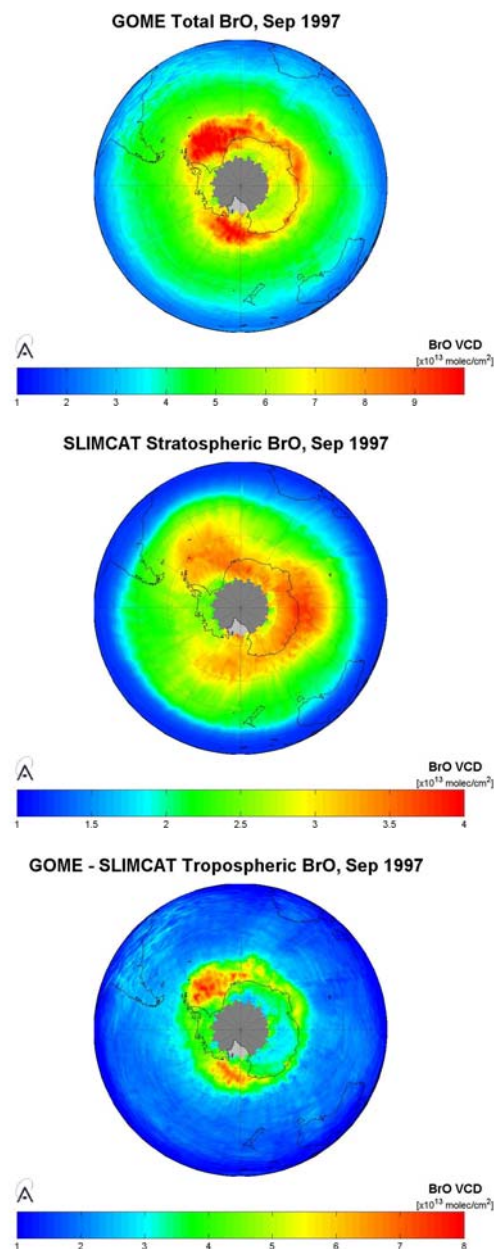 GOME Total BrO, Sep 1997
BrO VCD
[x10¹³ molec/cm²]
1 2 3 4 5 6 7 8 9
SLIMCAT Stratospheric BrO, Sep 1997
BrO VCD
[x10¹³ molec/cm²]
1 1.5 2 2.5 3 3.5 4
GOME - SLIMCAT Tropospheric BrO, Sep 1997
BrO VCD
[x10¹³ molec/cm²]
1 2 3 4 5 6 7 8